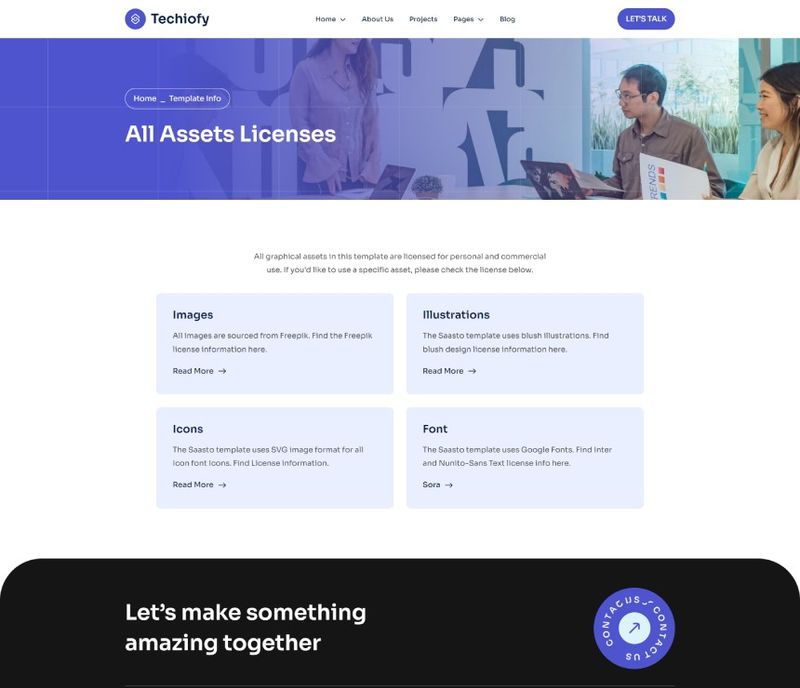 Techiofy
Home
About Us
Projects
Pages
Blog
LET'S TALK
Home _ Template Info
All Assets Licenses
RENDS
All graphical assets in this template are licensed for personal and commercial
use. If you'd like to use a specific asset, please check the license below.
Images
All images are sourced from Freepik. Find the Freepik
license information here.
Read More →
Illustrations
The Saasto template uses blush illustrations. Find
blush design license information here.
Read More →
Icons
The Saasto template uses SVG image format for all
icon font icons. Find License information.
Read More →
Font
The Saasto template uses Google Fonts. Find Inter
and Nunito-Sans Text license info here.
Sora →
Let's make something
amazing together
CONTACUS - CONTACT US